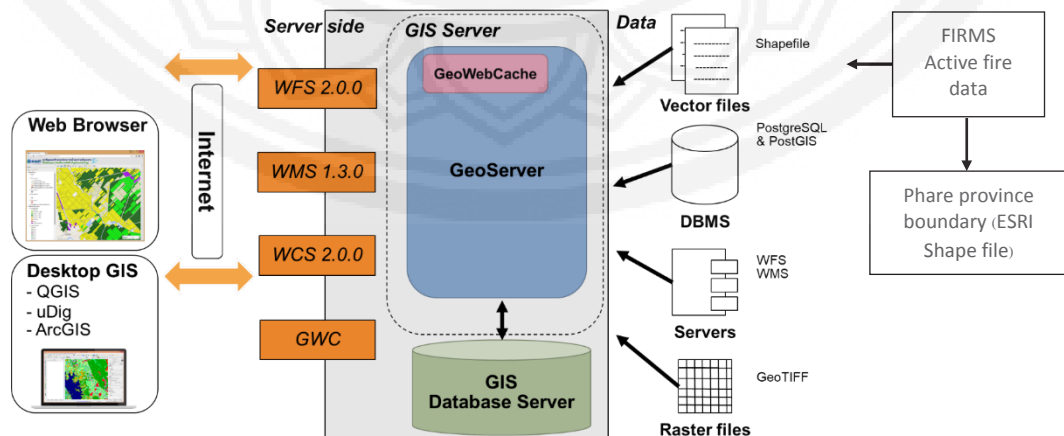 Server side
GIS Server
Data
GeoWebCache
GeoServer
WFS 2.0.0
WMS 1.3.0
WCS 2.0.0
GWC
GIS
Database Server
Internet
Web Browser
Desktop GIS
- QGIS
- uDig
- ArcGIS
Shapefile
Vector files
PostgreSQL
& PostGIS
DBMS
WFS
WMS
Servers
GeoTIFF
Raster files
FIRMS
Active fire
data
Phare province
boundary (ESRI
Shape file)